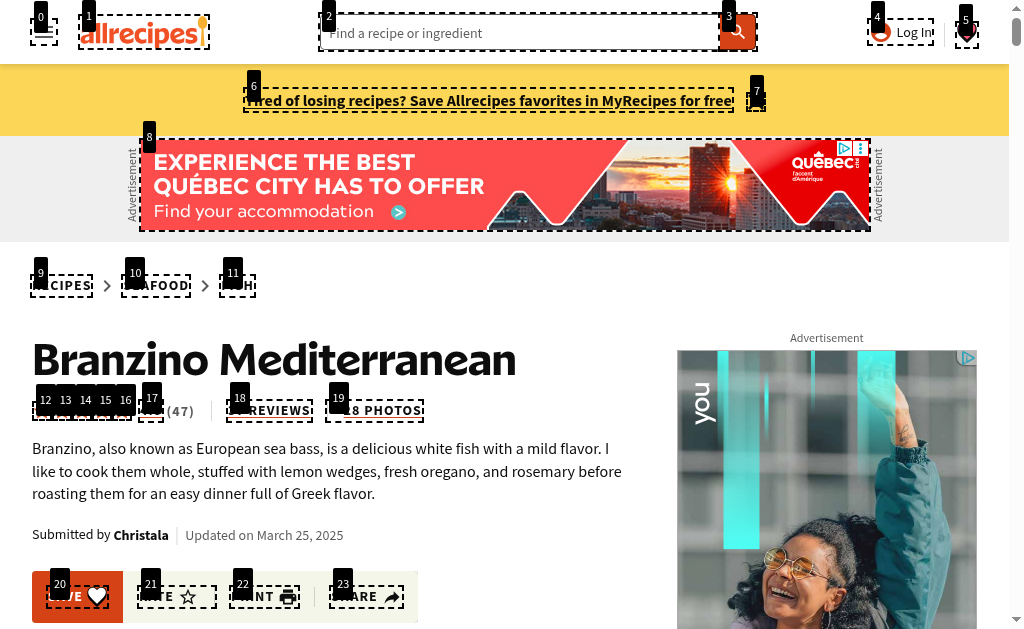 0
1
2
3
4
5
allrecipes
Find a recipe or ingredient
Log In
6
7
Tired of losing recipes? Save Allrecipes favorites in MyRecipes for free
8
Advertisement
EXPERIENCE THE BEST
QUÉBEC CITY HAS TO OFFER
Find your accommodation
QUÉBEC cité
l'accent
d'Amérique
Advertisement
9
10
11
RECIPES
SEAFOOD
FISH
Advertisement
Branzino Mediterranean
12
13
14
15
16
17
18
19
(47)
REVIEWS
28 PHOTOS
Branzino, also known as European sea bass, is a delicious white fish with a mild flavor. I
like to cook them whole, stuffed with lemon wedges, fresh oregano, and rosemary before
roasting them for an easy dinner full of Greek flavor.
Submitted by Christala
Updated on March 25, 2025
20
21
22
23
SAVE
RATE
PRINT
SHARE
you